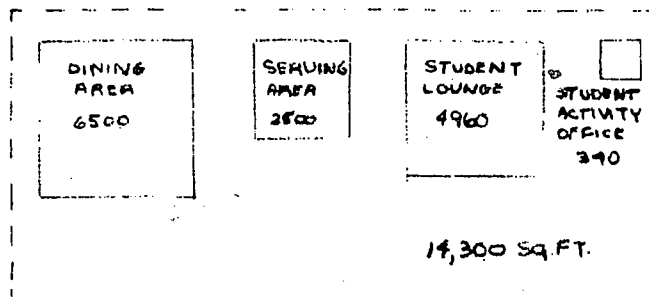 DINING
AREA
6500
SERVING
AREA
2500
STUDENT
LOUNGE
4960
STUDENT
ACTIVITY
OFFICE
340
14,300 SQ.FT.